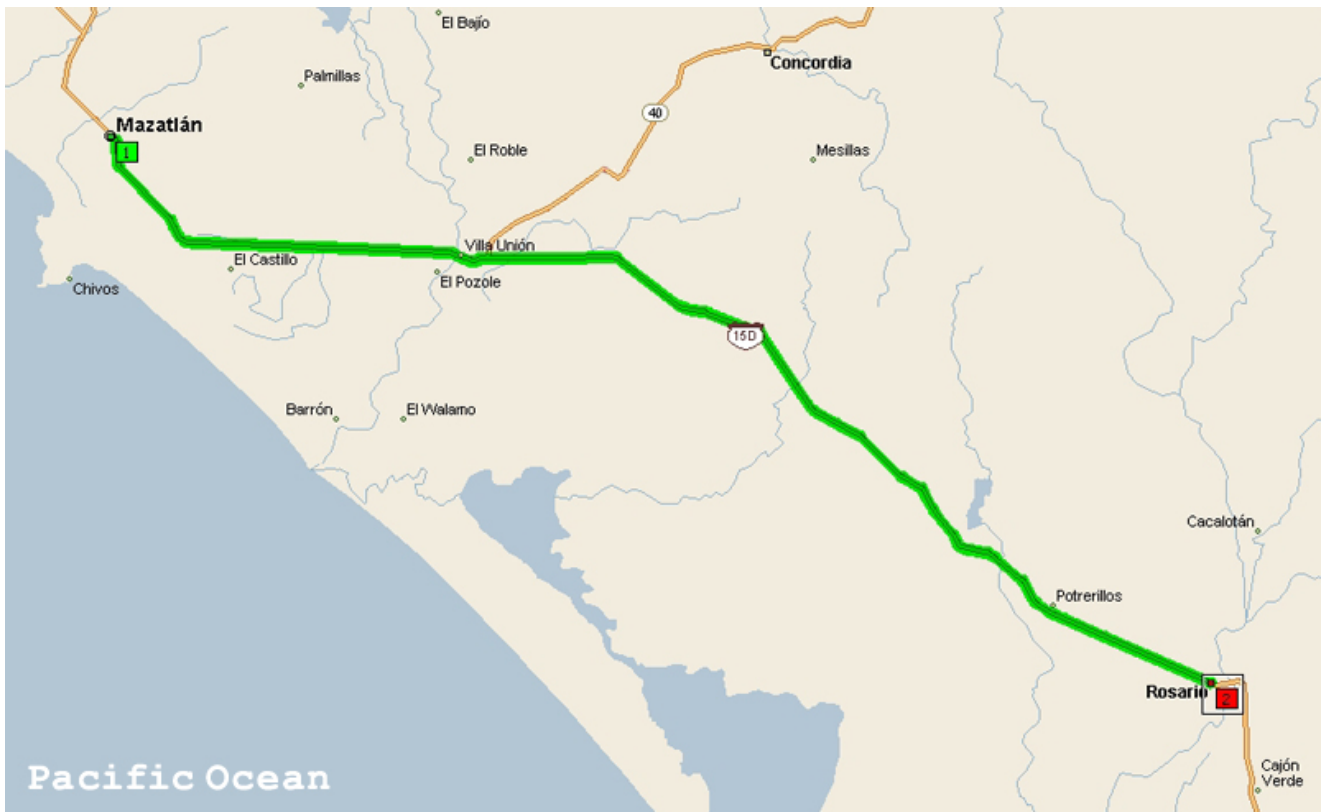 El Bajío
Concordia
Palmillas
40
Mazatlán
1
El Roble
Mesillas
Villa Unión
El Castillo
El Pozole
Chivos
15D
Barrón
El Walamo
Cacalotán
Potrerillos
Rosario
2
Pacific Ocean
Cajón
Verde